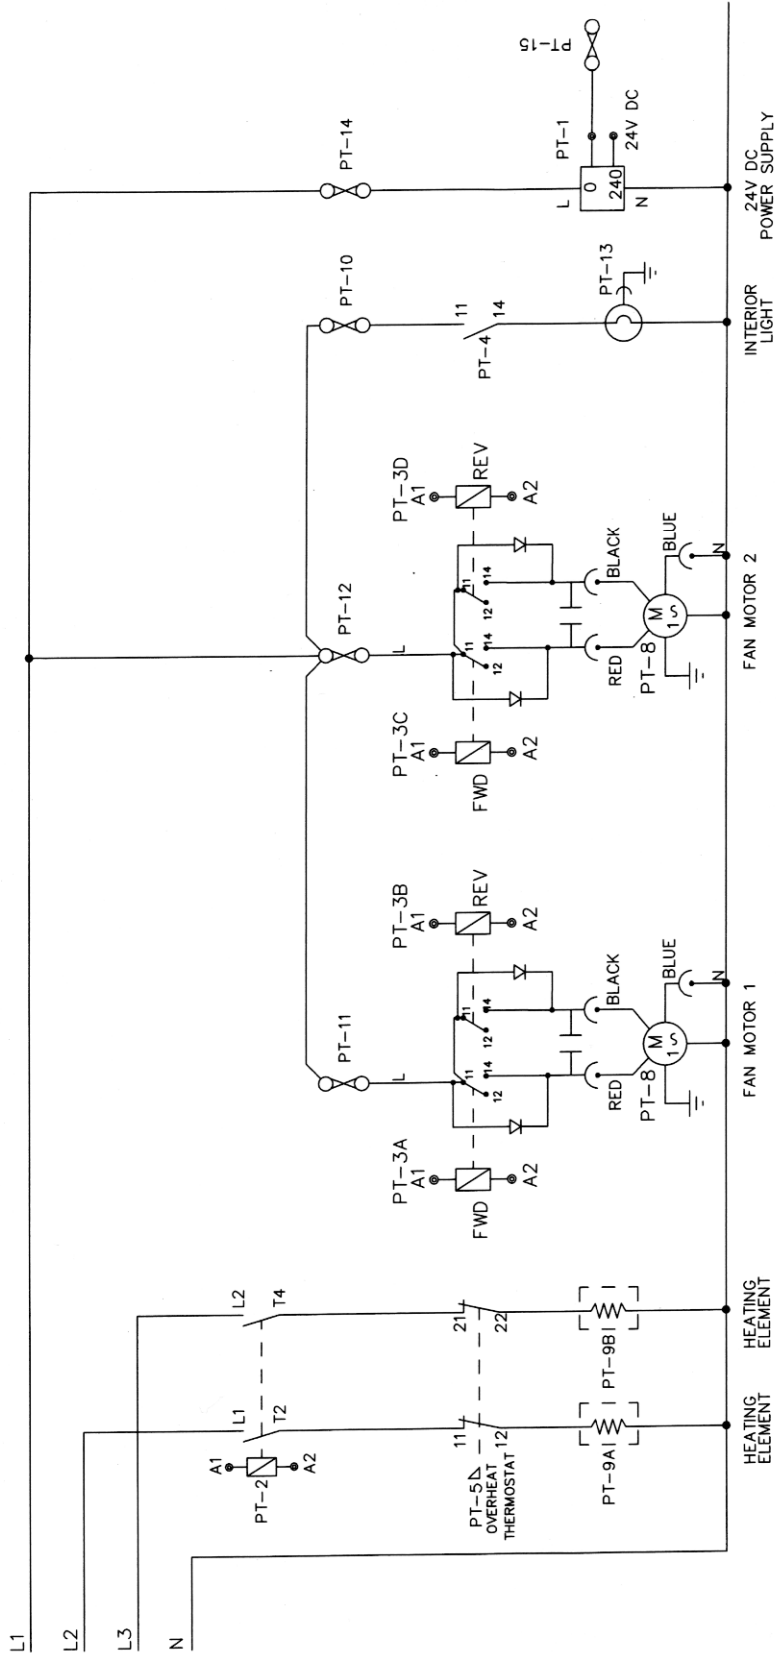 L1
L2
L3
N
A1
PT-2
A2
L1
T2
L2
T4
PT-5
OVERHEAT
THERMOSTAT
11
12
21
22
PT-9A
PT-9B
HEATING
ELEMENT
HEATING
ELEMENT
PT-11
L
PT-3A
A1
A2
FWD
PT-3B
A1
REV
A2
11
14
12
11
14
12
RED
BLACK
PT-8
M
1
S
BLUE
N
FAN MOTOR 1
PT-12
L
PT-3C
A1
A2
FWD
PT-3D
A1
REV
A2
11
14
12
11
14
12
RED
BLACK
PT-8
M
1
S
BLUE
N
FAN MOTOR 2
PT-10
11
PT-4
14
PT-13
INTERIOR
LIGHT
PT-14
PT-15
PT-1
L
0
240
24V DC
N
24V DC
POWER SUPPLY